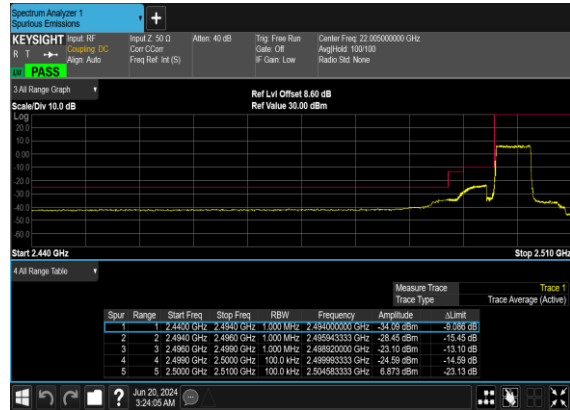 Spectrum Analyzer 1
Spurious Emissions
KEYSIGHT Input: RF Input Z: 50 Ω Atten: 40 dB Trig: Free Run Center Freq: 22.005000000 GHz
R T Coupling: DC Corr CCorr Gate: Off Avg|Hold: 100/100
Align: Auto Freq Ref: Int (S) IF Gain: Low Radio Std: None
LXI PASS
3 All Range Graph
Ref Lvl Offset 8.60 dB
Scale/Div 10.0 dB Ref Value 30.00 dBm
Log
20.0
10.0
0.00
-10.0
-20.0
-30.0
-40.0
-50.0
-60.0
Start 2.440 GHz Stop 2.510 GHz
4 All Range Table
Measure Trace Trace 1
Trace Type Trace Average (Active)
Spur Range Start Freq Stop Freq RBW Frequency Amplitude ΔLimit
1 1 2.4400 GHz 2.4940 GHz 1.000 MHz 2.494000000 GHz -34.09 dBm -9.086 dB
2 2 2.4940 GHz 2.4960 GHz 1.000 MHz 2.495943333 GHz -28.45 dBm -15.45 dB
3 3 2.4960 GHz 2.4990 GHz 1.000 MHz 2.498920000 GHz -23.10 dBm -13.10 dB
4 4 2.4990 GHz 2.5000 GHz 100.0 kHz 2.499993333 GHz -24.59 dBm -14.59 dB
5 5 2.5000 GHz 2.5100 GHz 100.0 kHz 2.504583333 GHz 6.873 dBm -23.13 dB
Jun 20, 2024
3:24:05 AM